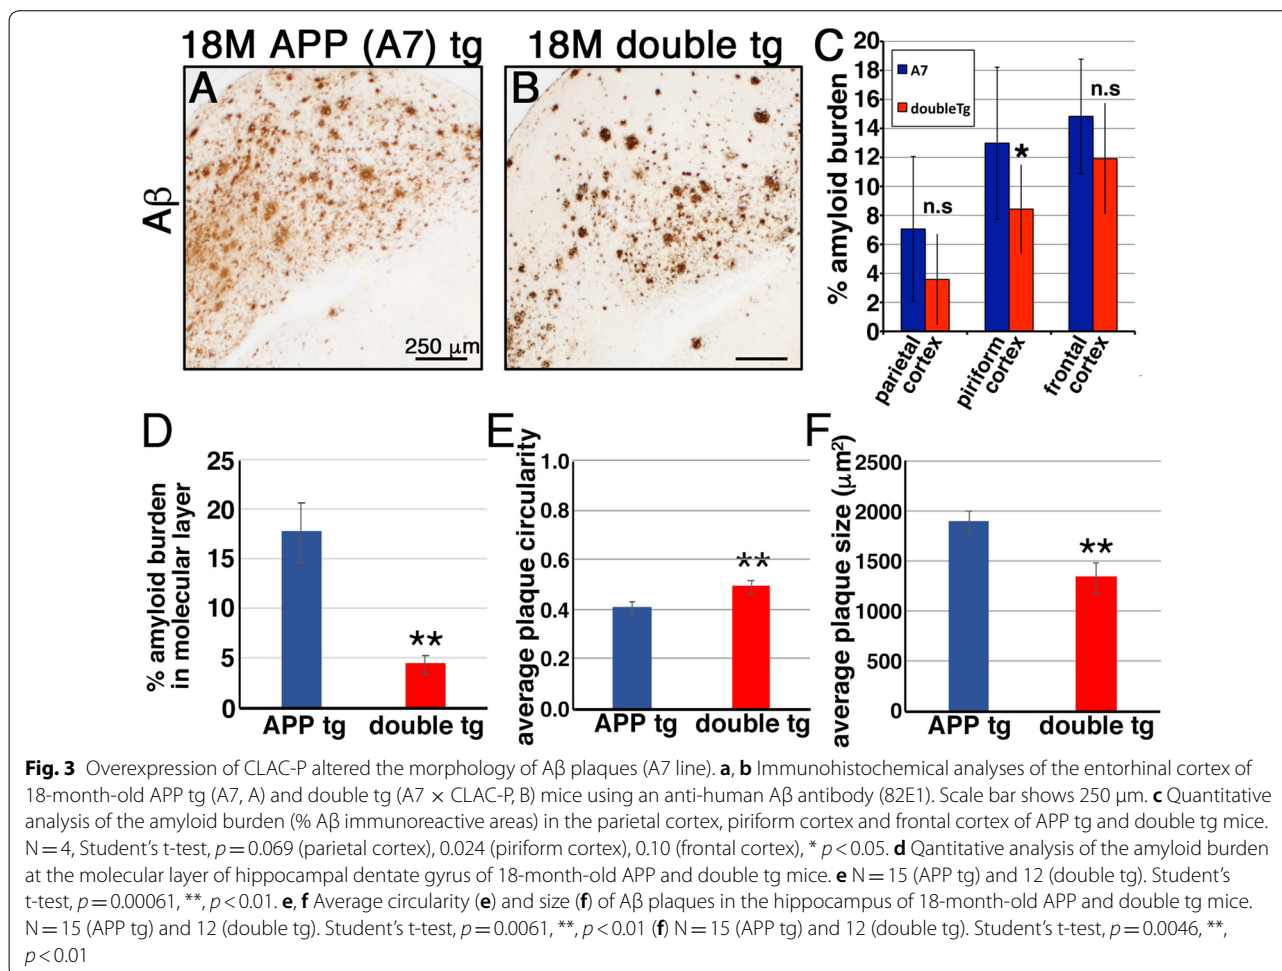 18M APP (A7) tg
18M double tg
A
B
Aβ
250 μm
C
% amyloid burden
20
18
16
14
12
10
8
6
4
2
0
A7
doubleTg
n.s
*
n.s
parietal
cortex
piriform
cortex
frontal
cortex
D
% amyloid burden
in molecular layer
25
20
15
10
5
0
**
APP tg
double tg
E
average plaque circularity
1.0
0.8
0.6
0.4
0.2
0.0
**
APP tg
double tg
F
average plaque size (μm²)
2500
2000
1500
1000
500
0
**
APP tg
double tg
Fig. 3 Overexpression of CLAC-P altered the morphology of Aβ plaques (A7 line). a, b Immunohistochemical analyses of the entorhinal cortex of
18-month-old APP tg (A7, A) and double tg (A7 × CLAC-P, B) mice using an anti-human Aβ antibody (82E1). Scale bar shows 250 μm. c Quantitative
analysis of the amyloid burden (% Aβ immunoreactive areas) in the parietal cortex, piriform cortex and frontal cortex of APP tg and double tg mice.
N = 4, Student's t-test, p = 0.069 (parietal cortex), 0.024 (piriform cortex), 0.10 (frontal cortex), * p < 0.05. d Qantitative analysis of the amyloid burden
at the molecular layer of hippocampal dentate gyrus of 18-month-old APP and double tg mice. e N = 15 (APP tg) and 12 (double tg). Student's
t-test, p = 0.00061, **, p < 0.01. e, f Average circularity (e) and size (f) of Aβ plaques in the hippocampus of 18-month-old APP and double tg mice.
N = 15 (APP tg) and 12 (double tg). Student's t-test, p = 0.0061, **, p < 0.01 (f) N = 15 (APP tg) and 12 (double tg). Student's t-test, p = 0.0046, **,
p < 0.01